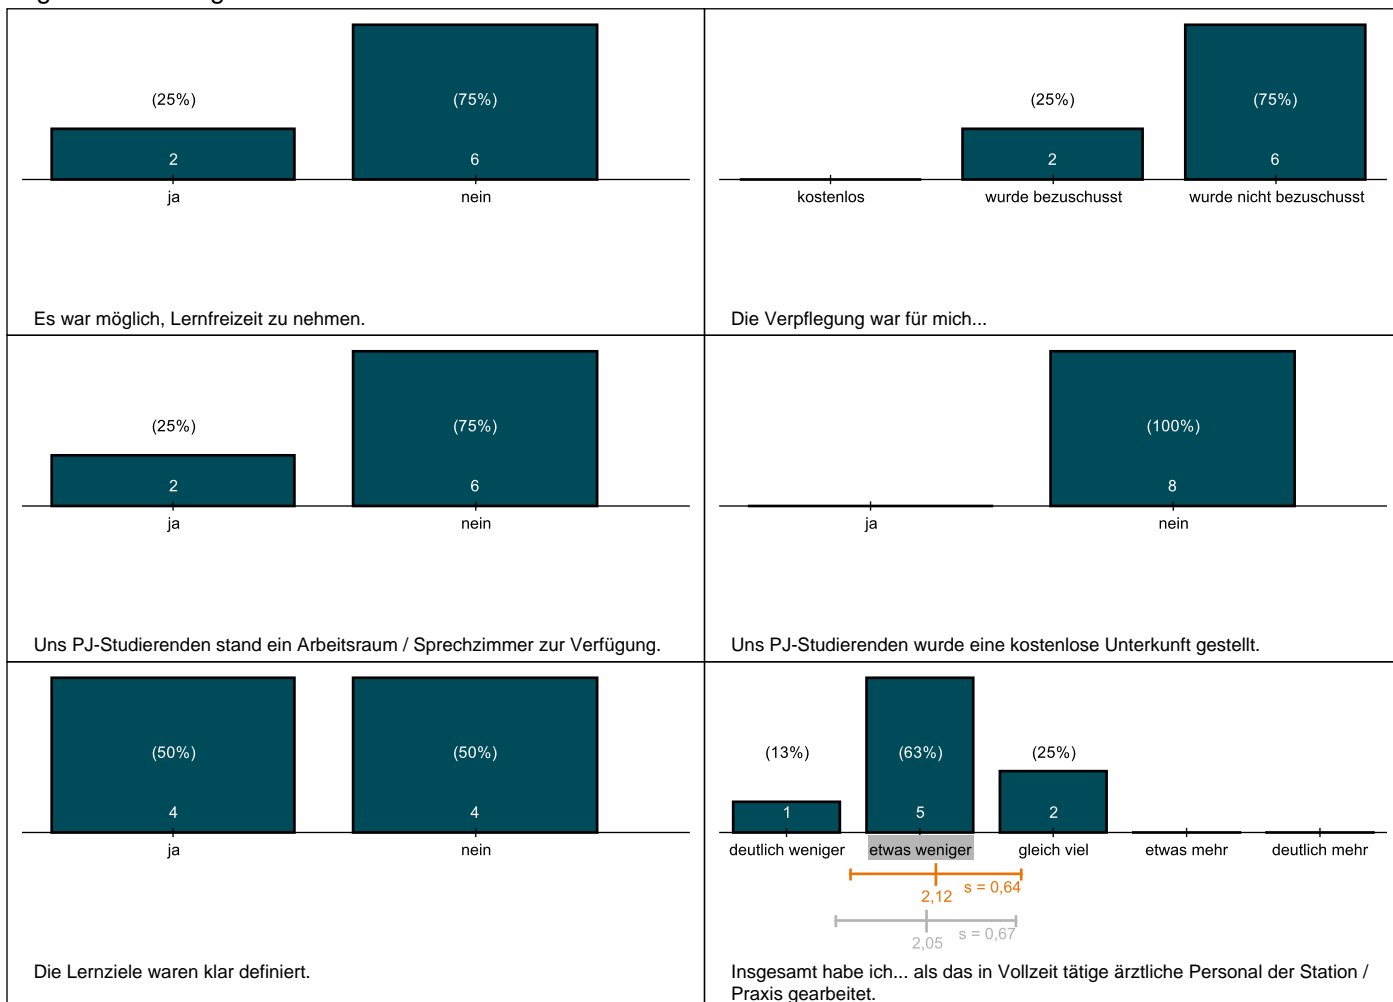 (25%)
(75%)
2
6
ja
nein
Es war möglich, Lernfreizeit zu nehmen.
(25%)
(75%)
2
6
kostenlos
wurde bezuschusst
wurde nicht bezuschusst
Die Verpflegung war für mich...
(25%)
(75%)
2
6
ja
nein
Uns PJ-Studierenden stand ein Arbeitsraum / Sprechzimmer zur Verfügung.
(100%)
8
ja
nein
Uns PJ-Studierenden wurde eine kostenlose Unterkunft gestellt.
(50%)
(50%)
4
4
ja
nein
Die Lernziele waren klar definiert.
(13%)
(63%)
(25%)
1
5
2
deutlich weniger
etwas weniger
gleich viel
etwas mehr
deutlich mehr
s = 0,64
2,12
s = 0,67
2,05
Insgesamt habe ich... als das in Vollzeit tätige ärztliche Personal der Station /
Praxis gearbeitet.